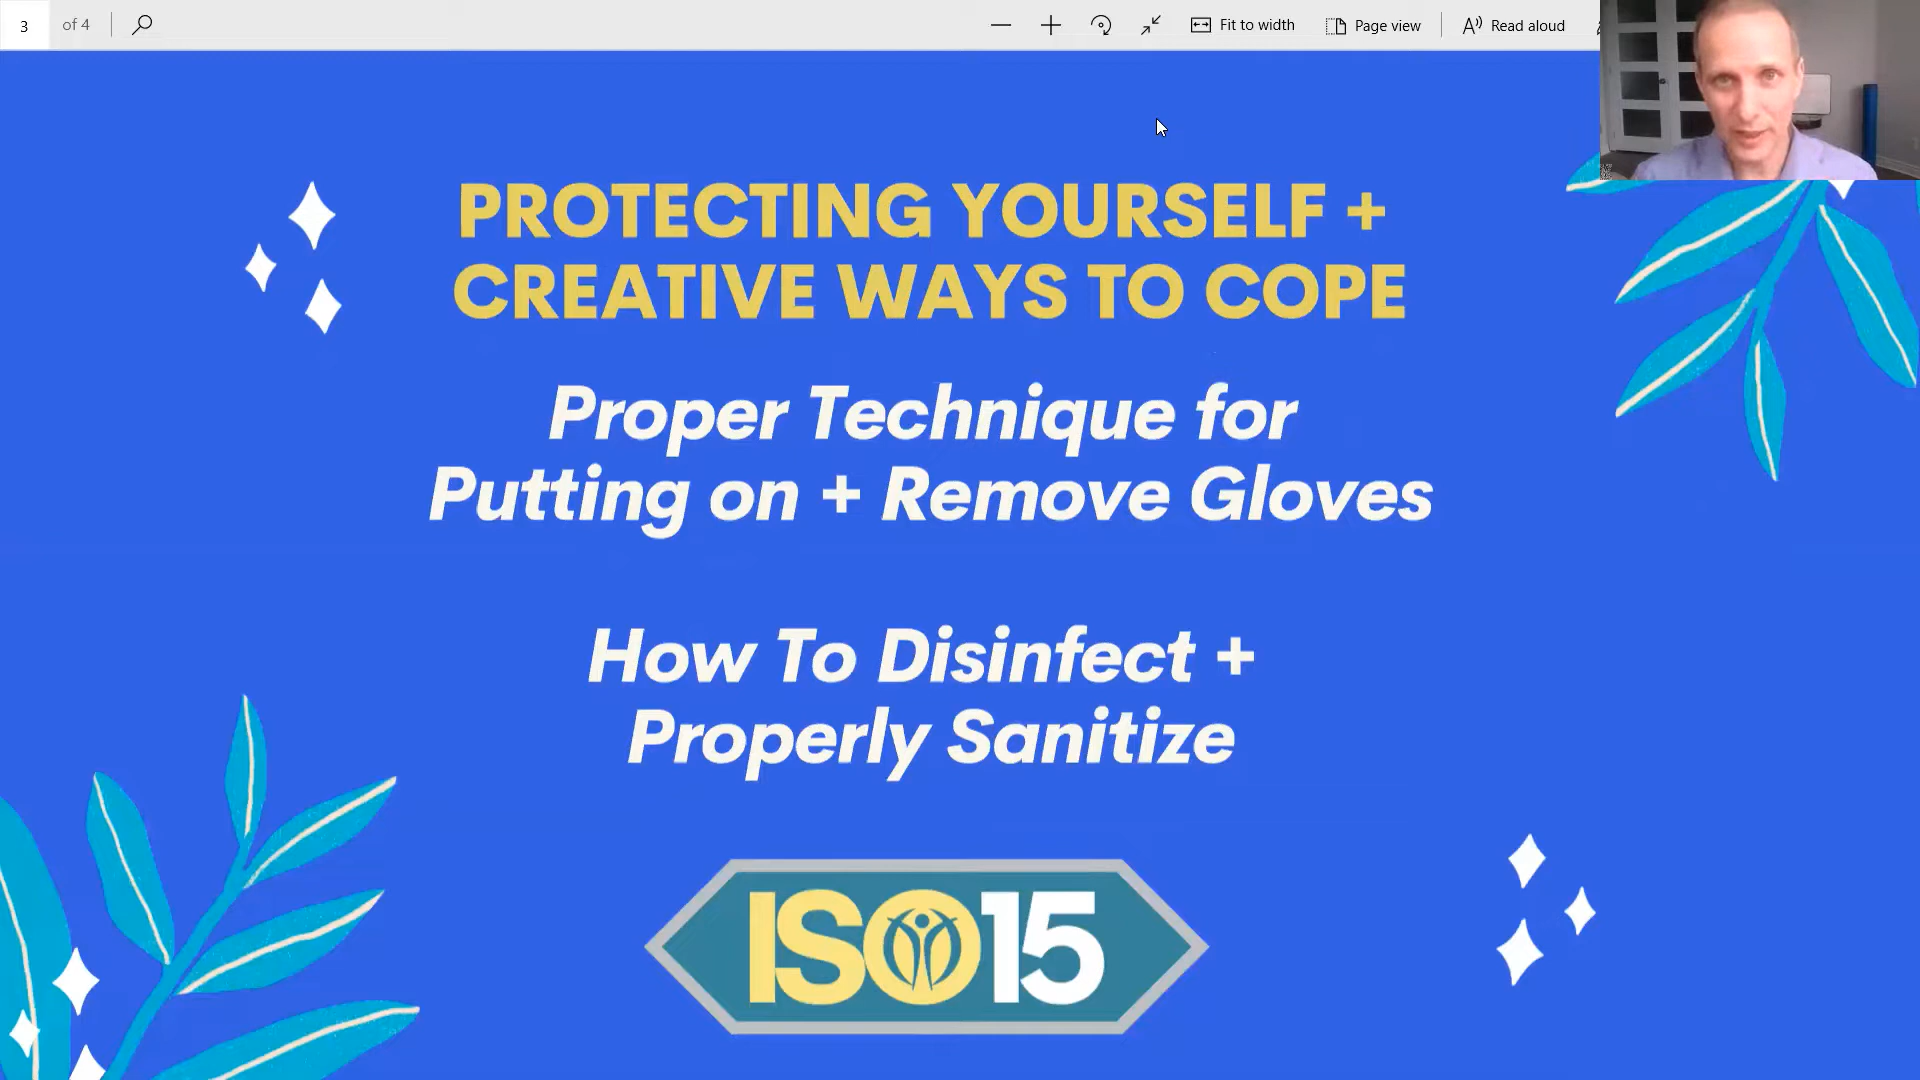 3 of 4 Fit to width Page view Read aloud
PROTECTING YOURSELF +
CREATIVE WAYS TO COPE
Proper Technique for
Putting on + Remove Gloves
How To Disinfect +
Properly Sanitize
ISO15